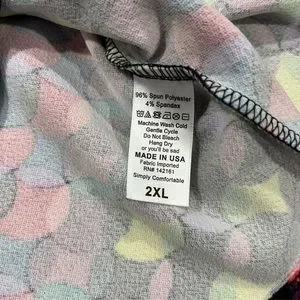 96% Spun Polyester
4% Spandex
Machine Wash Cold
Gentle Cycle
Do Not Bleach
Hang Dry
or you'll be sad
MADE IN USA
Fabric Imported
RN# 142161
Simply Comfortable
2XL